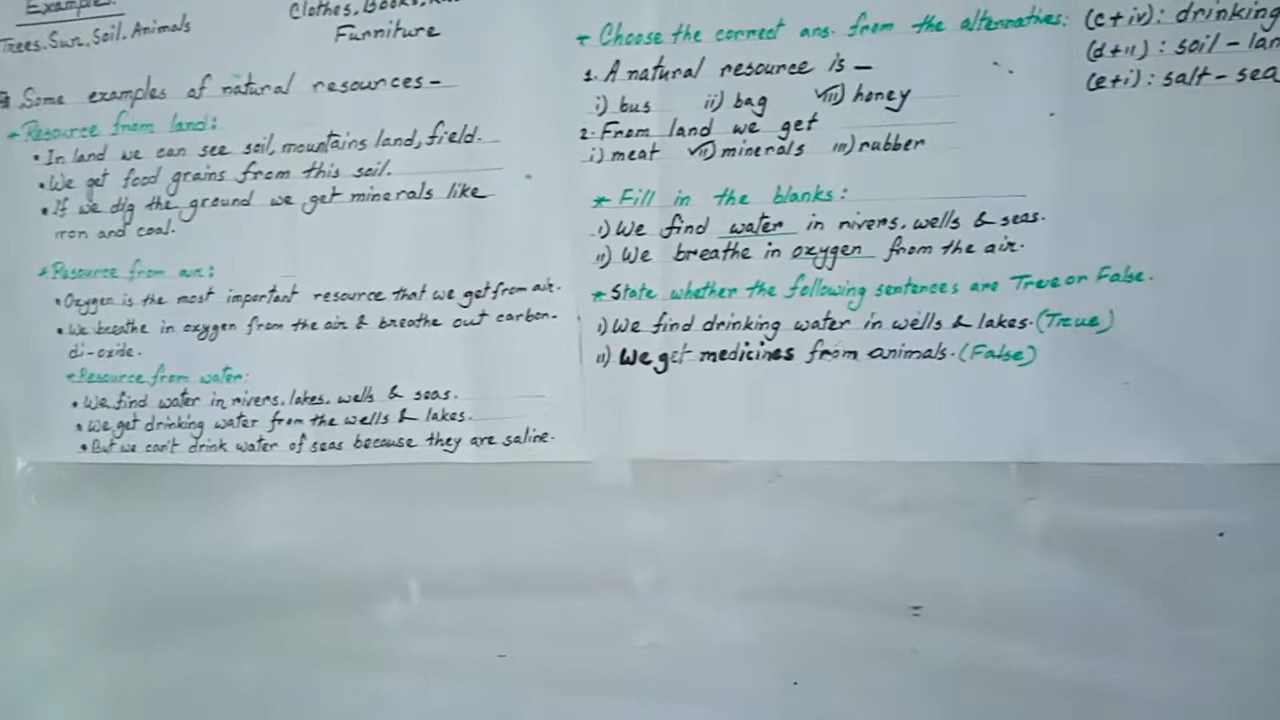 Examples:
Trees. Sun. Soil. Animals
Clothes. Books.
Furniture
Some examples of natural resources-
* Resource from land:
• In land we can see soil, mountains land, field.
• We get food grains from this soil.
• If we dig the ground we get minerals like
iron and coal.
* Resource from air:
• Oxygen is the most important resource that we get from air.
• We breathe in oxygen from the air & breathe out carbon-
di-oxide.
* Resource from water:
• We find water in rivers. lakes. wells & seas.
• We get drinking water from the wells & lakes.
• But we can't drink water of seas because they are saline.
* Choose the correct ans. from the alternatives:
1. A natural resource is —
i) bus ii) bag ✓iii) honey
2. From land we get
i) meat ✓ii) minerals iii) rubber
* Fill in the blanks:
i) We find water in rivers. wells & seas.
ii) We breathe in oxygen from the air.
* State whether the following sentences are True or False.
i) We find drinking water in wells & lakes. (True)
ii) We get medicines from animals. (False)
(c+iv): drinking
(d+ii): soil - lan
(e+i): salt - sea